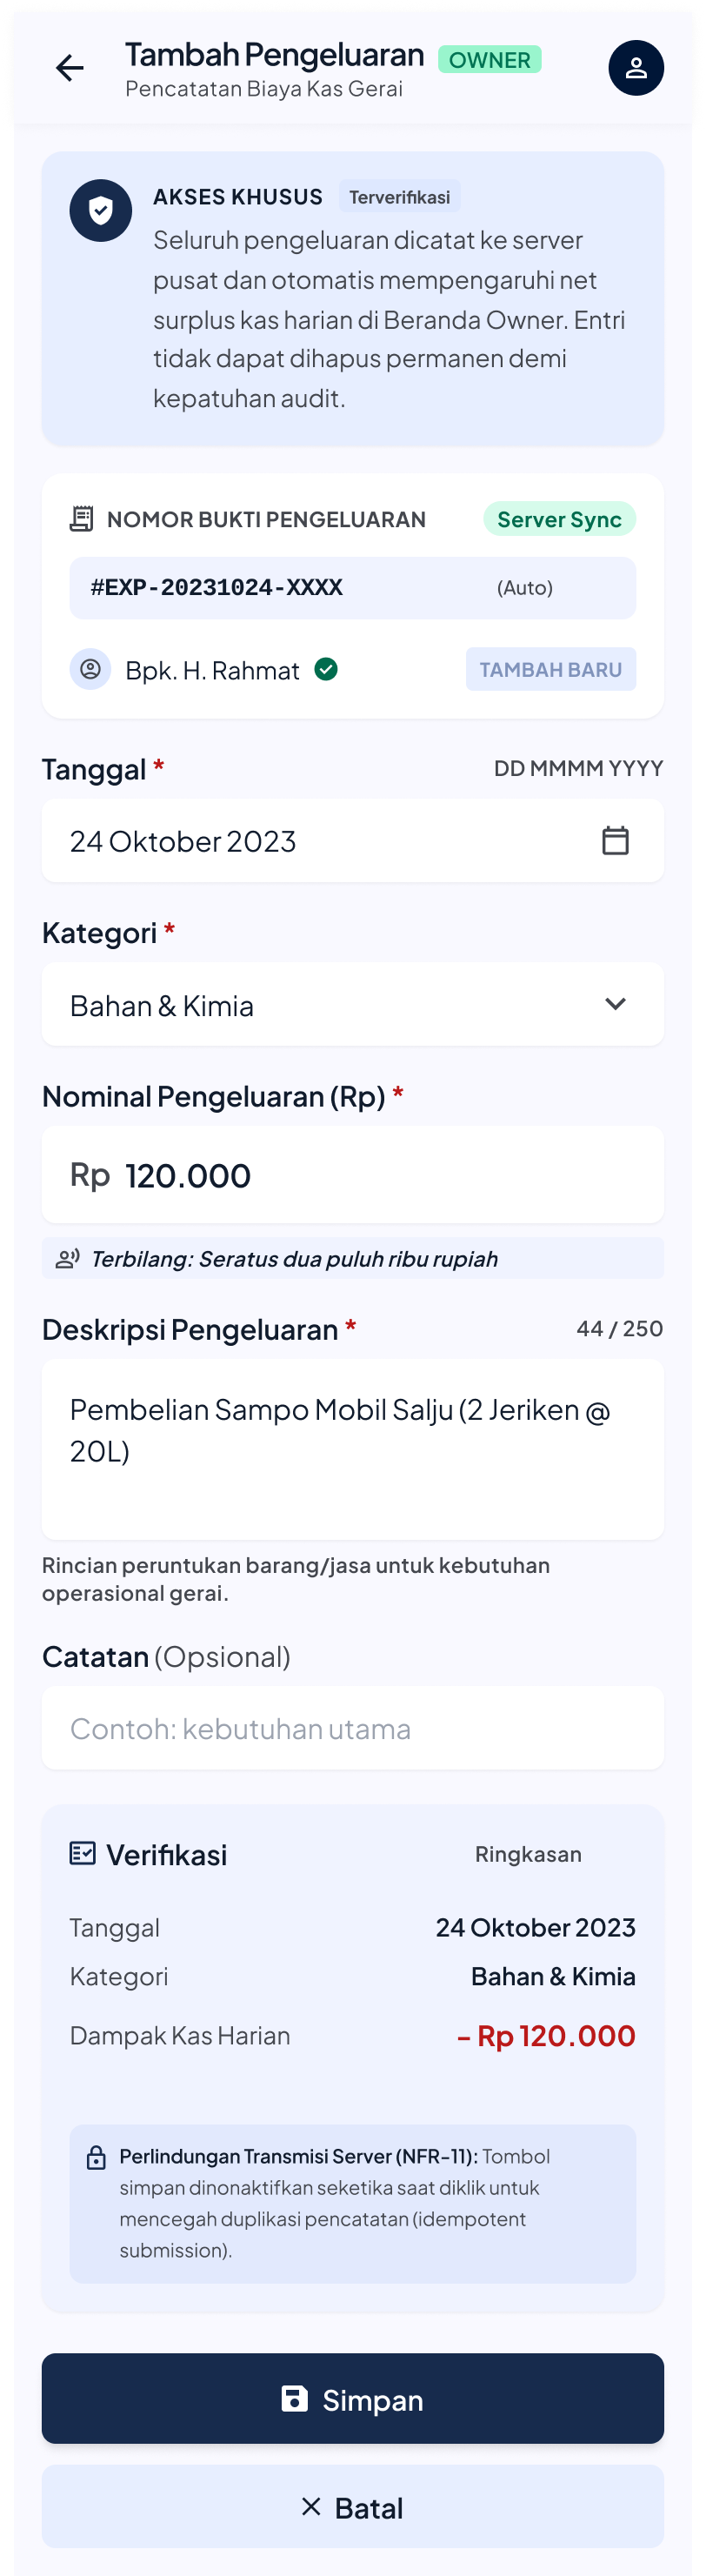 Tambah Pengeluaran OWNER
Pencatatan Biaya Kas Gerai
AKSES KHUSUS Terverifikasi
Seluruh pengeluaran dicatat ke server
pusat dan otomatis mempengaruhi net
surplus kas harian di Beranda Owner. Entri
tidak dapat dihapus permanen demi
kepatuhan audit.
NOMOR BUKTI PENGELUARAN Server Sync
#EXP-20231024-XXXX (Auto)
Bpk. H. Rahmat TAMBAH BARU
Tanggal * DD MMMM YYYY
24 Oktober 2023
Kategori *
Bahan & Kimia
Nominal Pengeluaran (Rp) *
Rp 120.000
Terbilang: Seratus dua puluh ribu rupiah
Deskripsi Pengeluaran * 44 / 250
Pembelian Sampo Mobil Salju (2 Jeriken @
20L)
Rincian peruntukan barang/jasa untuk kebutuhan
operasional gerai.
Catatan (Opsional)
Contoh: kebutuhan utama
Verifikasi Ringkasan
Tanggal 24 Oktober 2023
Kategori Bahan & Kimia
Dampak Kas Harian – Rp 120.000
Perlindungan Transmisi Server (NFR-11): Tombol
simpan dinonaktifkan seketika saat diklik untuk
mencegah duplikasi pencatatan (idempotent
submission).
Simpan
Batal